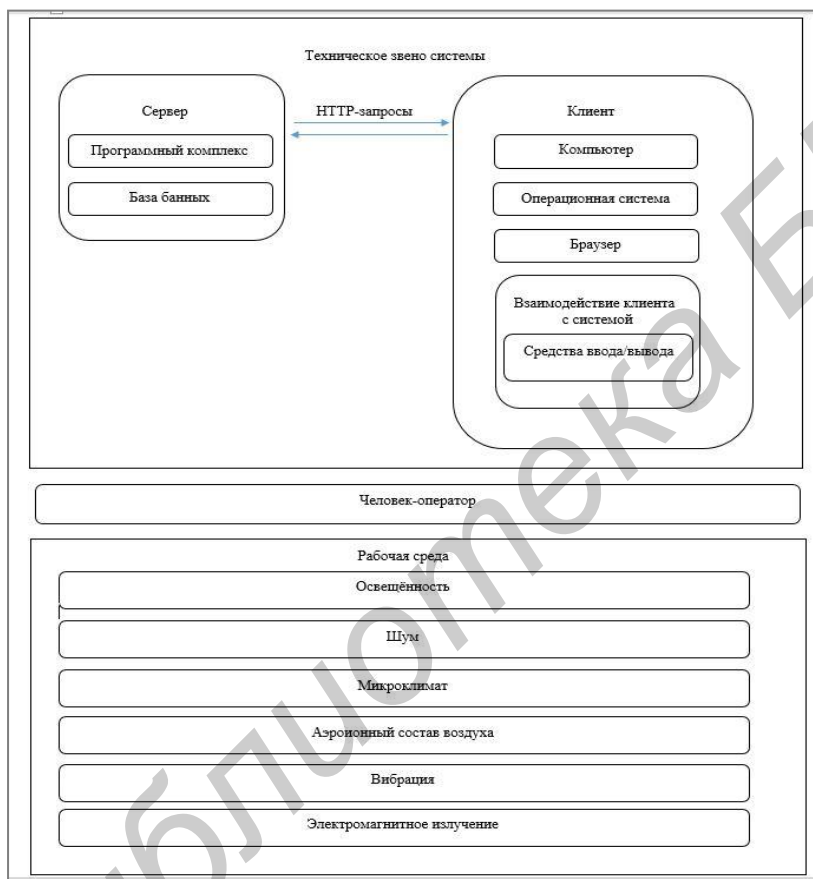 Техническое звено системы
Сервер
HTTP-запросы
Клиент
Программный комплекс
Компьютер
База банных
Операционная система
Браузер
Взаимодействие клиента
с системой
Средства ввода/вывода
Человек-оператор
Рабочая среда
Освещённость
Шум
Микроклимат
Аэроионный состав воздуха
Вибрация
Электромагнитное излучение